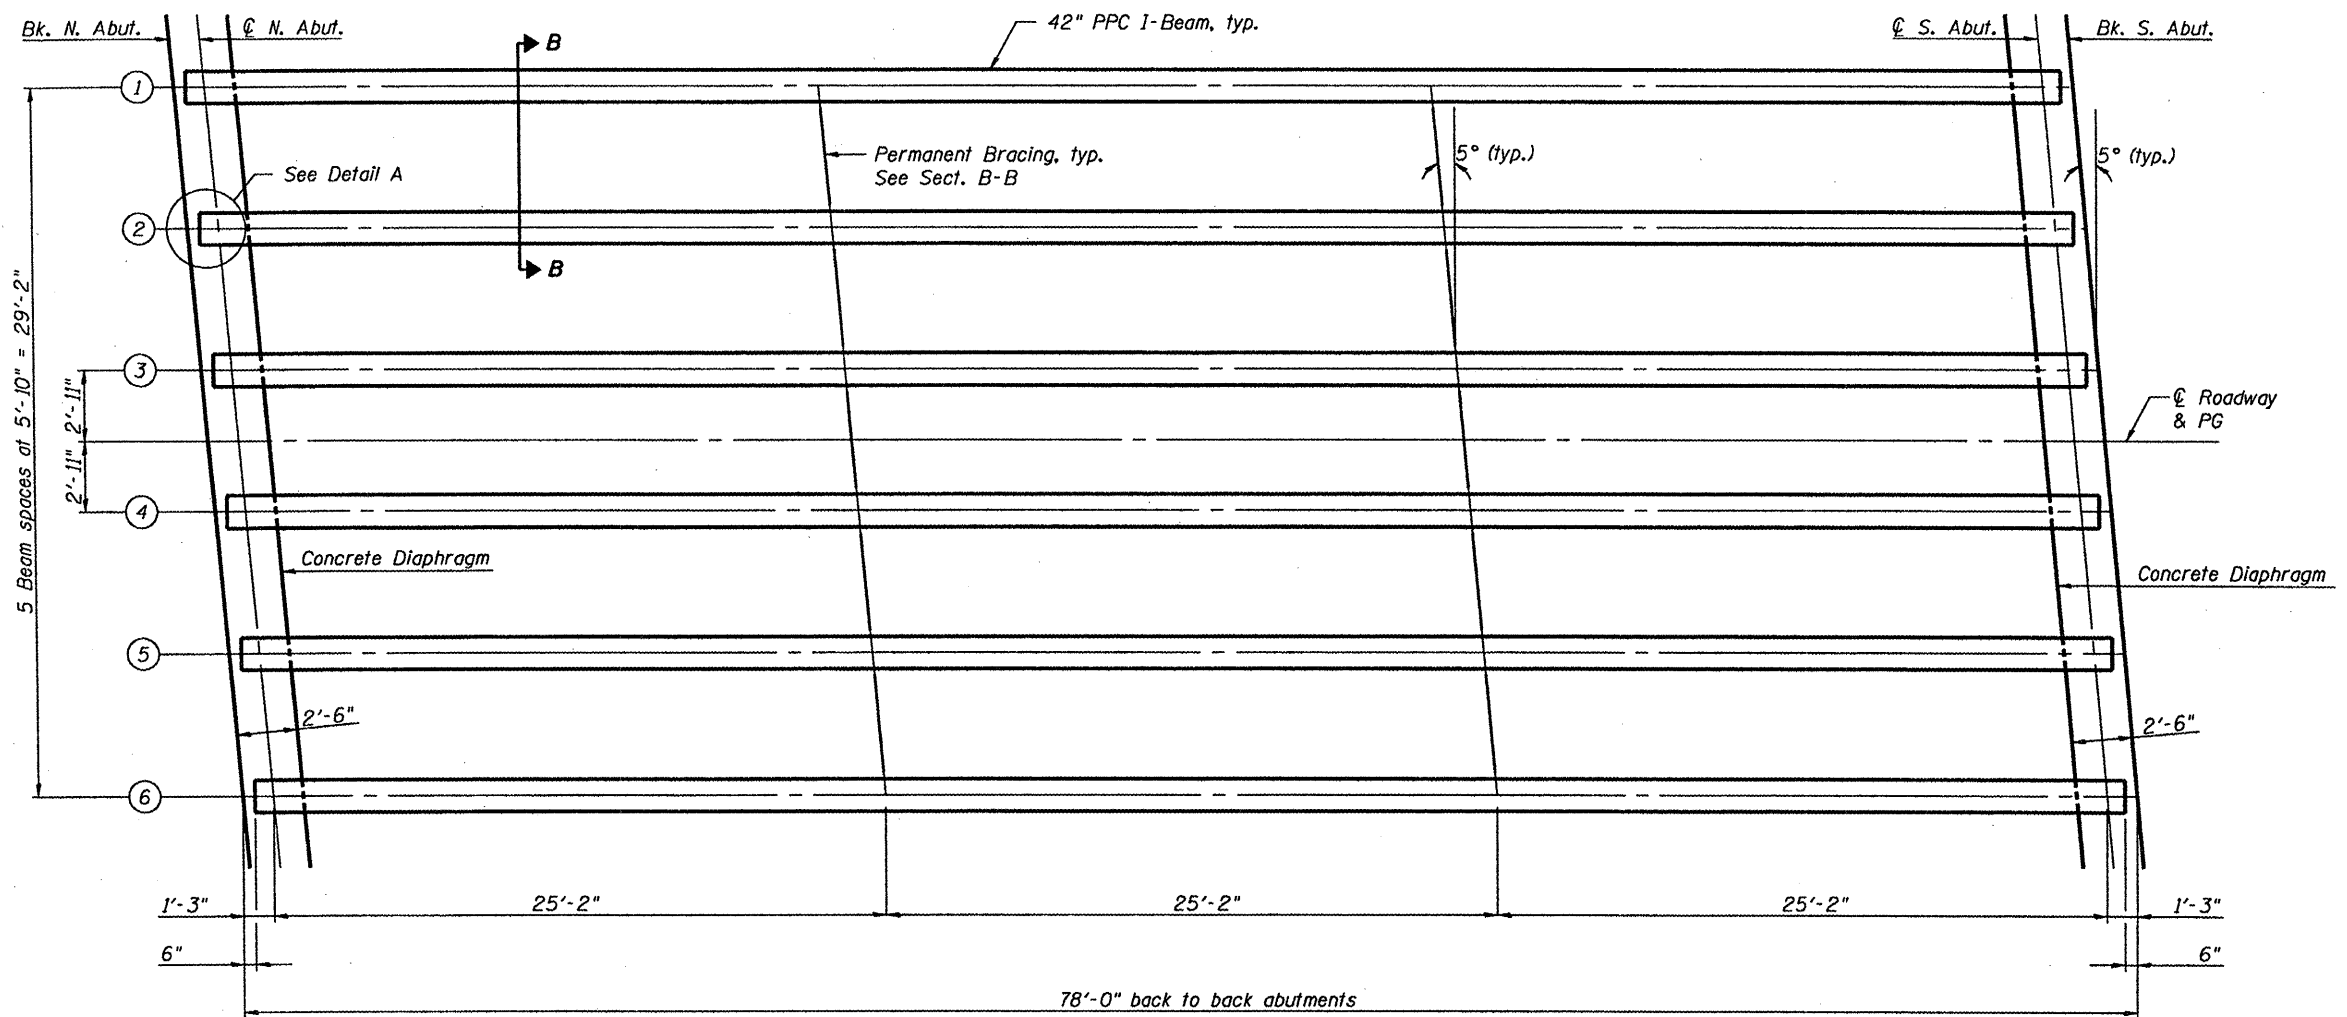 Bk. N. Abut.
℄ N. Abut.
B
42" PPC I-Beam, typ.
℄ S. Abut.
Bk. S. Abut.
1
See Detail A
Permanent Bracing, typ.
See Sect. B-B
5° (typ.)
5° (typ.)
2
B
5 Beam spaces at 5'-10" = 29'-2"
3
2'-11"
2'-11"
℄ Roadway
& PG
4
Concrete Diaphragm
Concrete Diaphragm
5
2'-6"
2'-6"
6
1'-3"
25'-2"
25'-2"
25'-2"
1'-3"
6"
6"
78'-0" back to back abutments